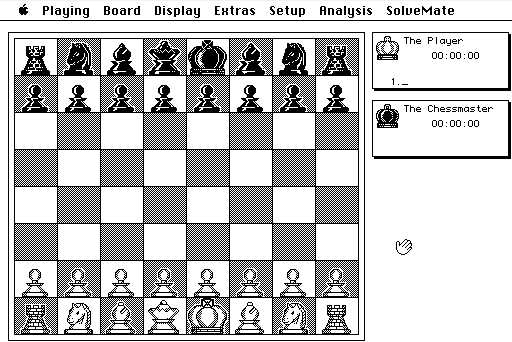 Playing Board Display Extras Setup Analysis SolveMate
The Player
00:00:00
1._
The Chessmaster
00:00:00